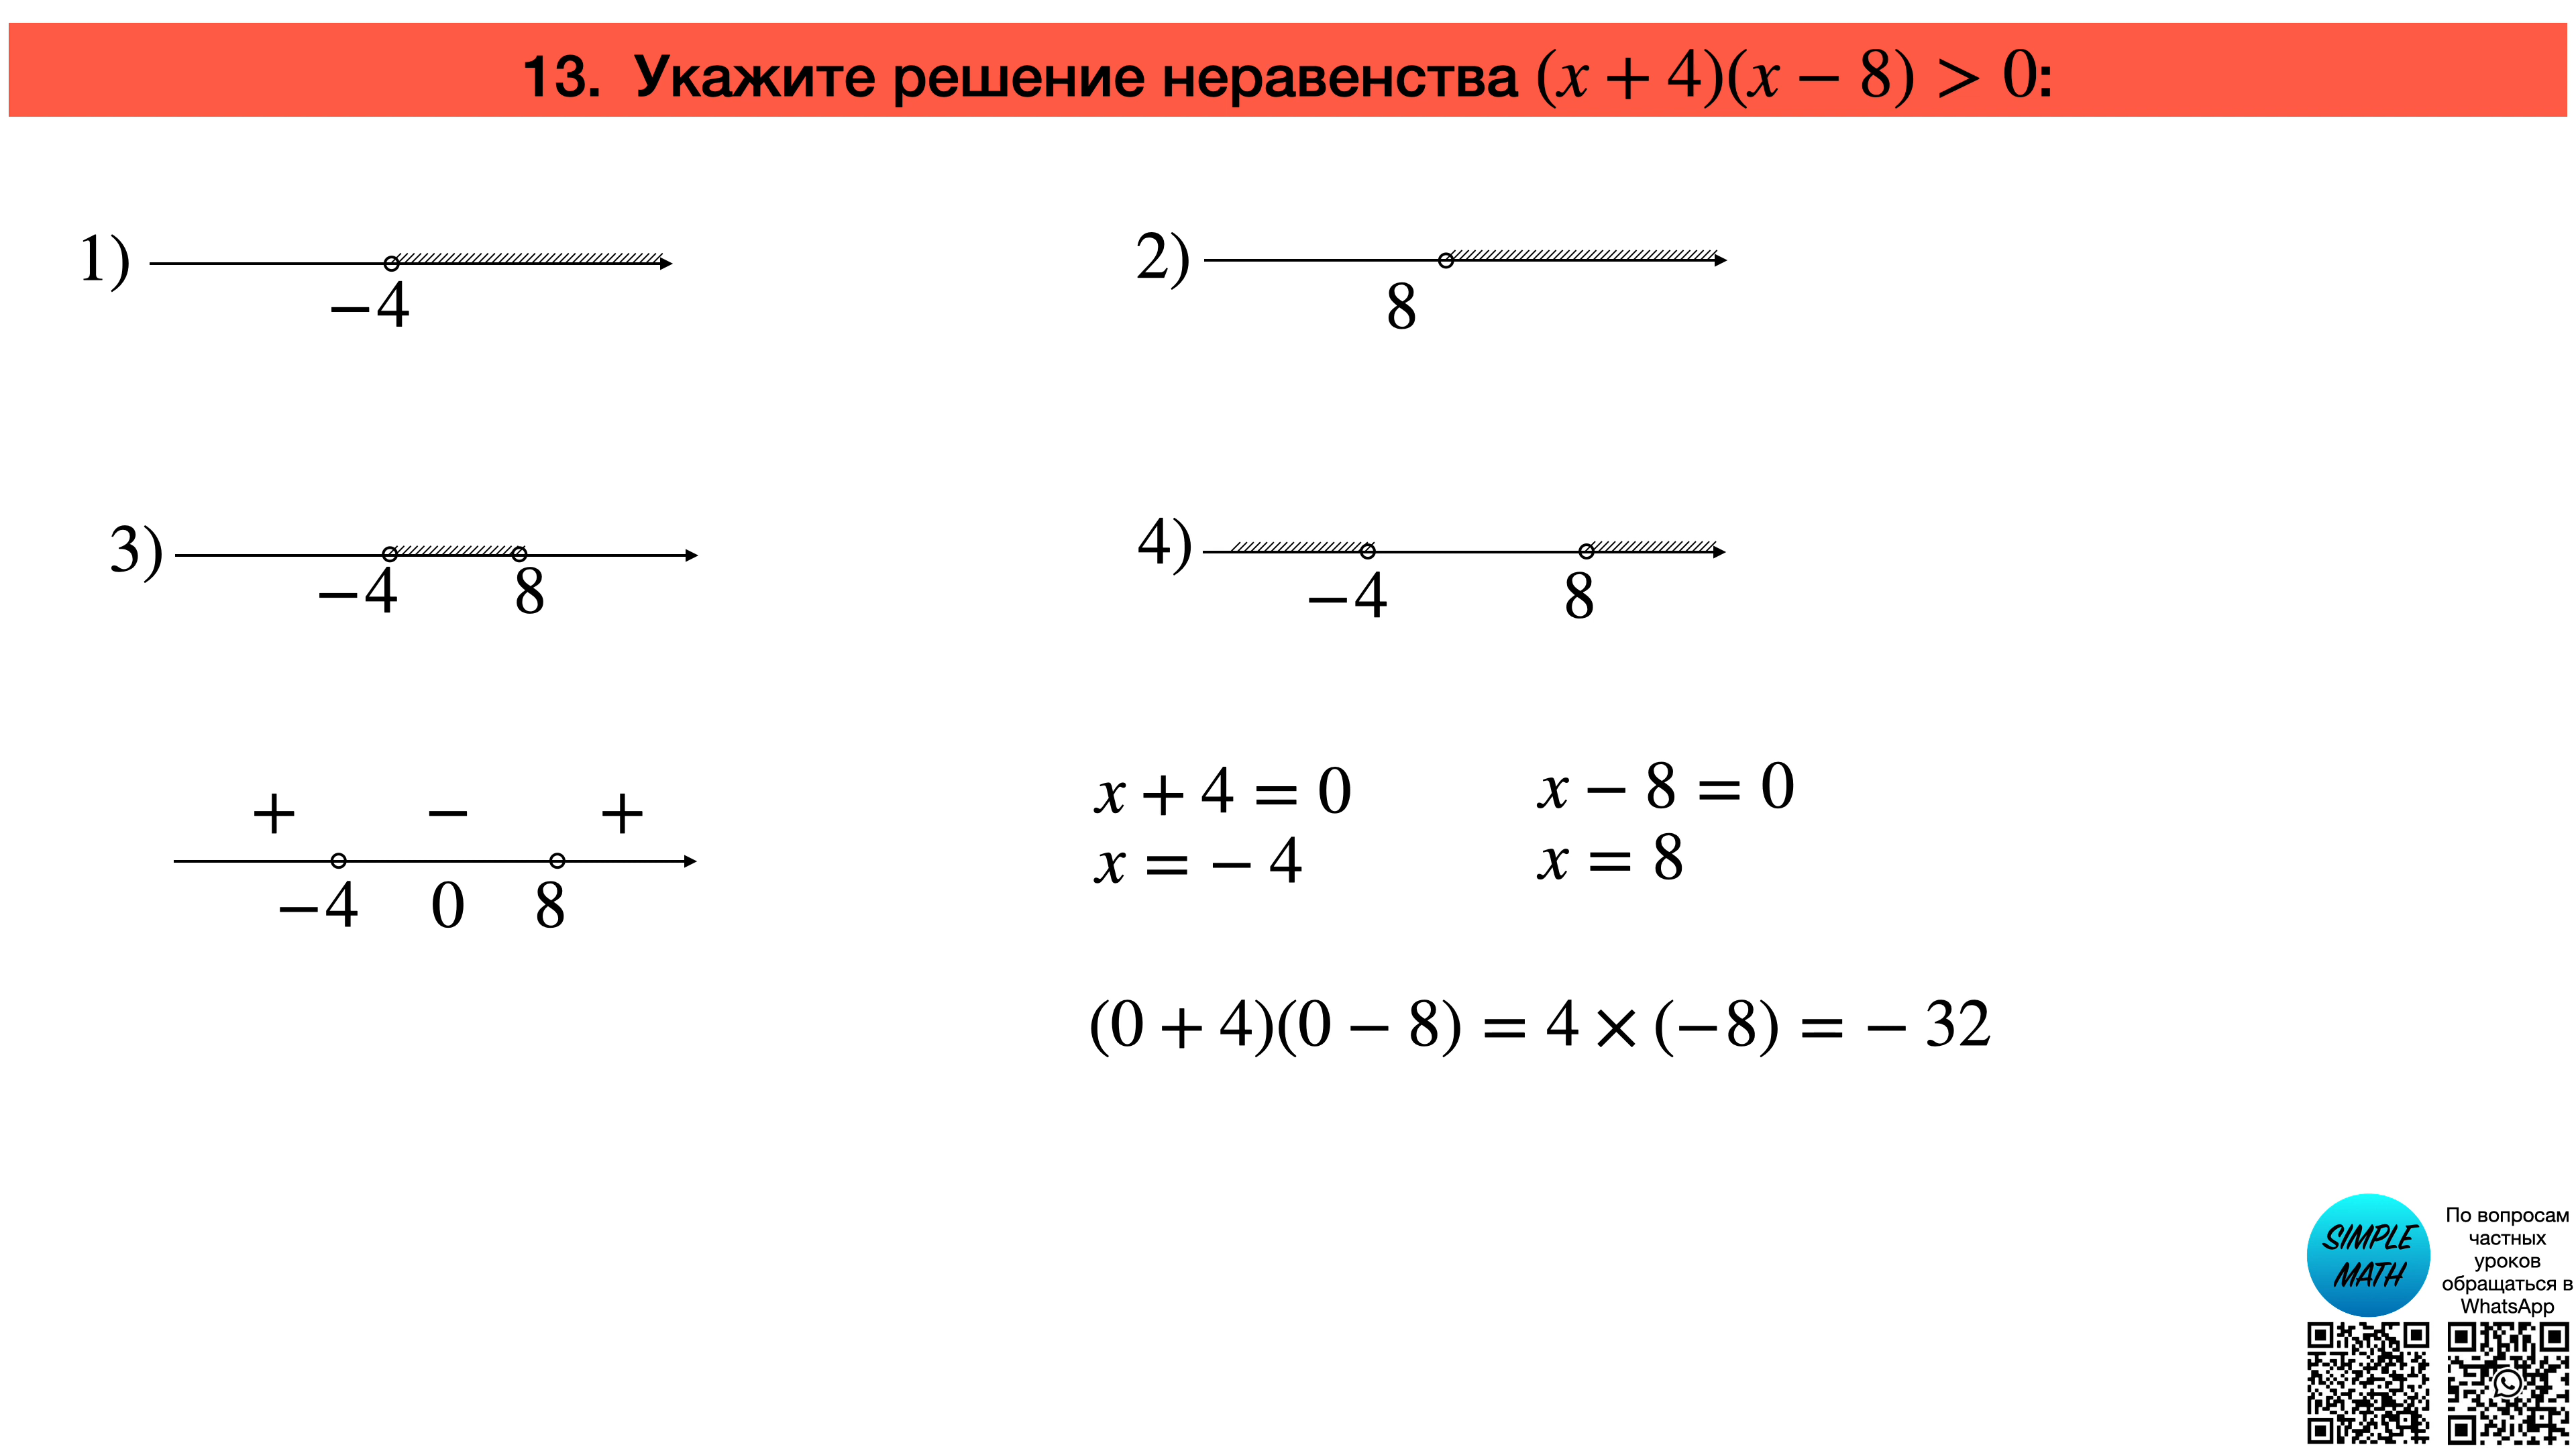 13. Укажите решение неравенства (x + 4)(x − 8) > 0:
1)
−4
2)
8
3)
−4 8
4)
−4 8
+ − +
−4 0 8
x + 4 = 0
x = − 4
x − 8 = 0
x = 8
(0 + 4)(0 − 8) = 4 × (−8) = − 32
SIMPLE
MATH
По вопросам
частных
уроков
обращаться в
WhatsApp